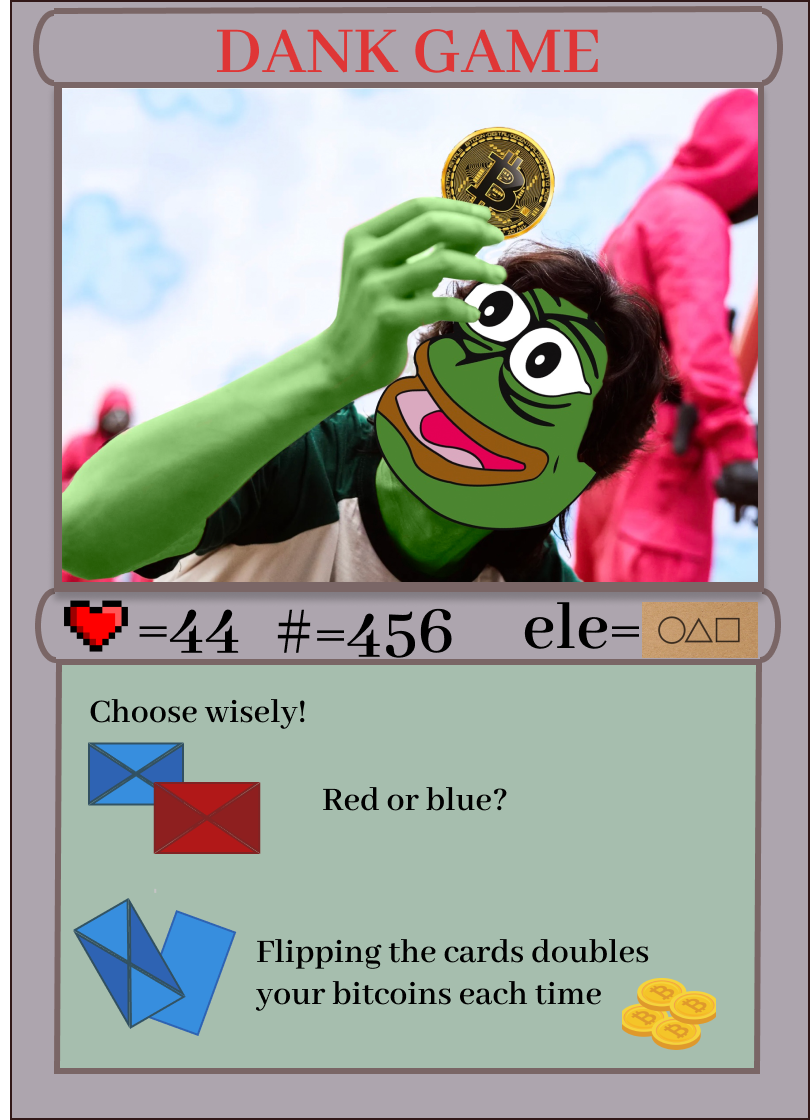 DANK GAME
=44 #=456 ele=
Choose wisely!
Red or blue?
Flipping the cards doubles
your bitcoins each time